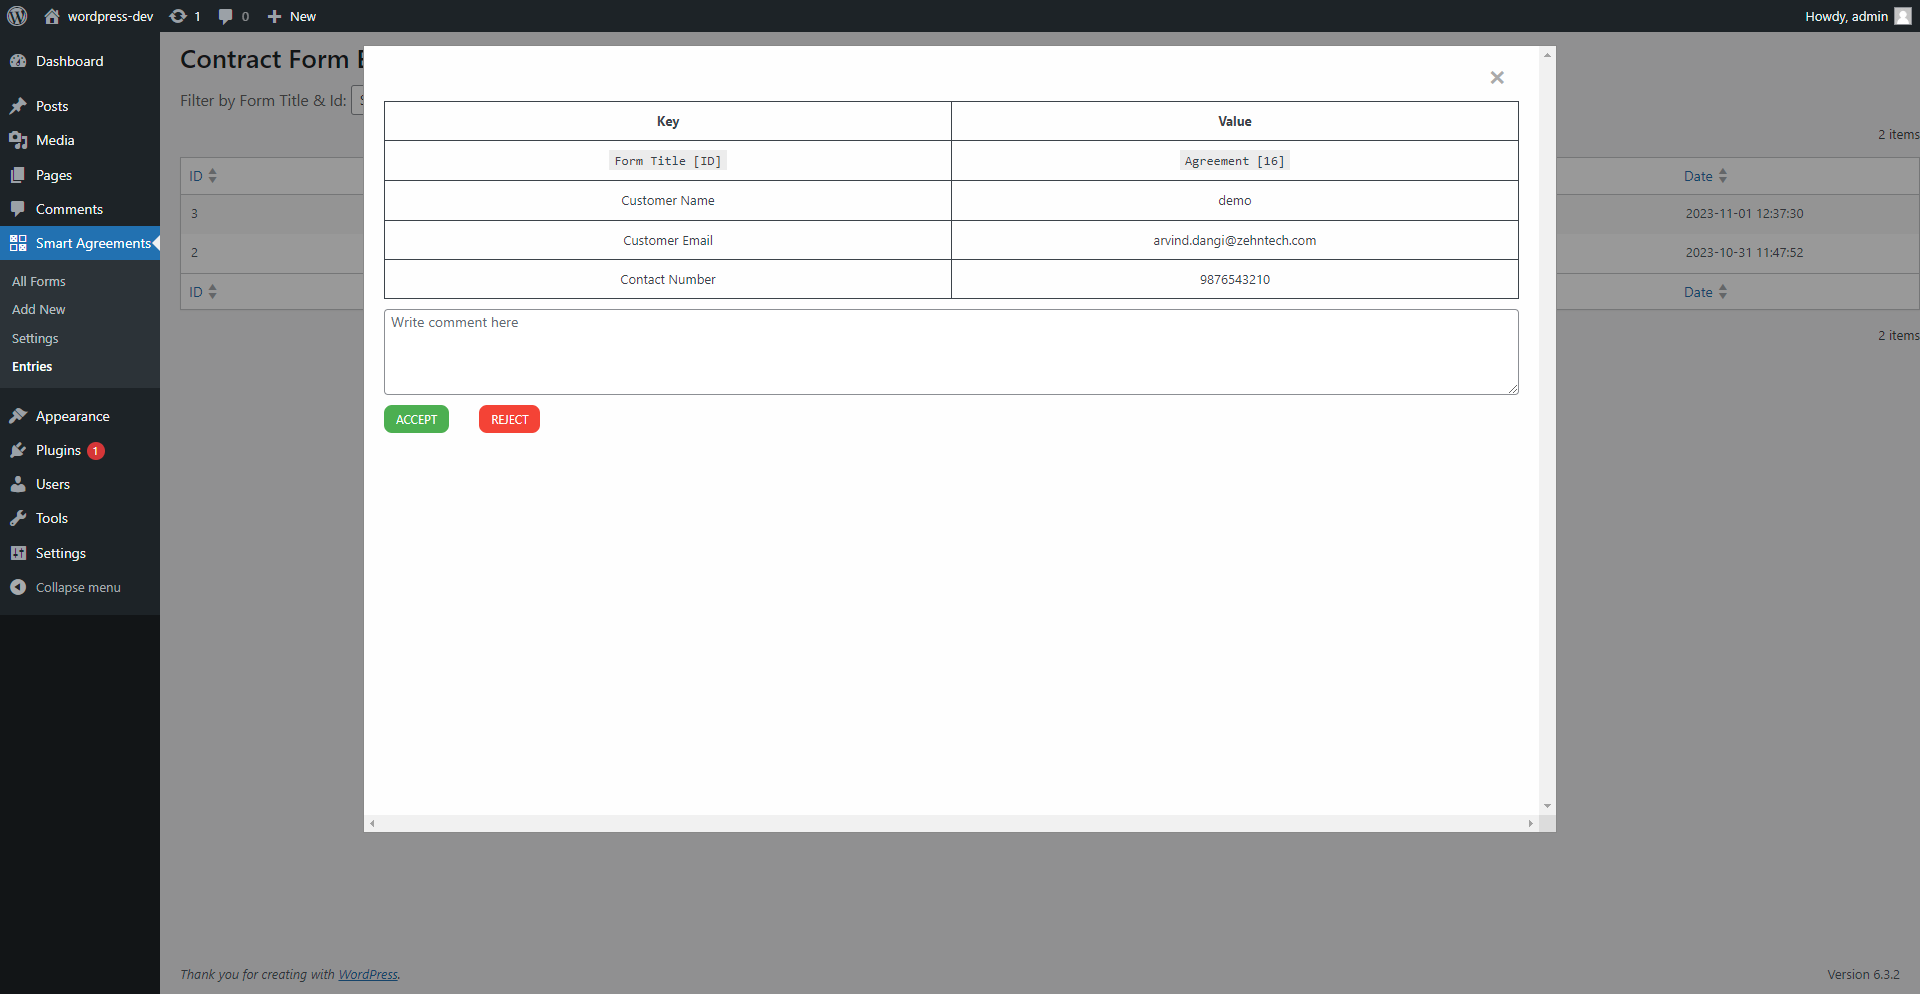 wordpress-dev 1 0 New Howdy, admin
Dashboard
Posts
Media
Pages
Comments
Smart Agreements
All Forms
Add New
Settings
Entries
Appearance
Plugins 1
Users
Tools
Settings
Collapse menu
Contract Form
Filter by Form Title & Id:
2 items
ID Date
3 2023-11-01 12:37:30
2 2023-10-31 11:47:52
ID Date
2 items
×
Key Value
Form Title [ID] Agreement [16]
Customer Name demo
Customer Email arvind.dangi@zehntech.com
Contact Number 9876543210
Write comment here
ACCEPT REJECT
Thank you for creating with WordPress. Version 6.3.2